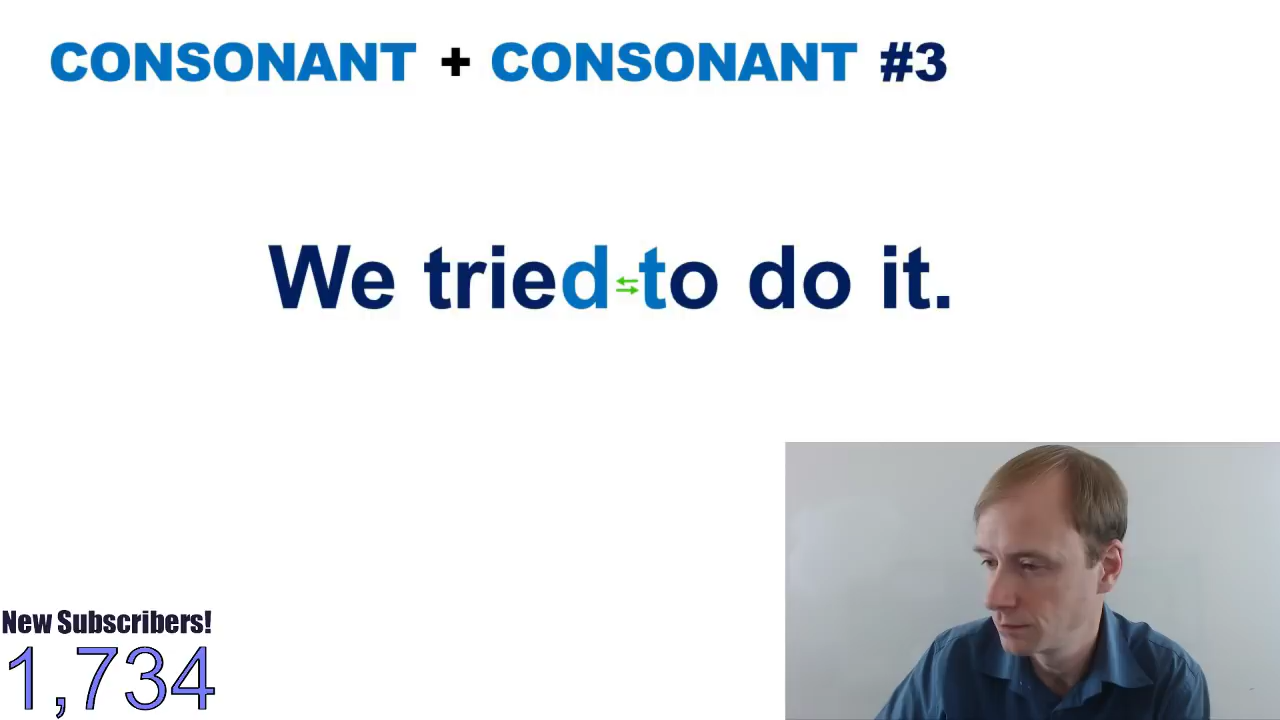 CONSONANT + CONSONANT #3
We tried to do it.
New Subscribers!
1,734